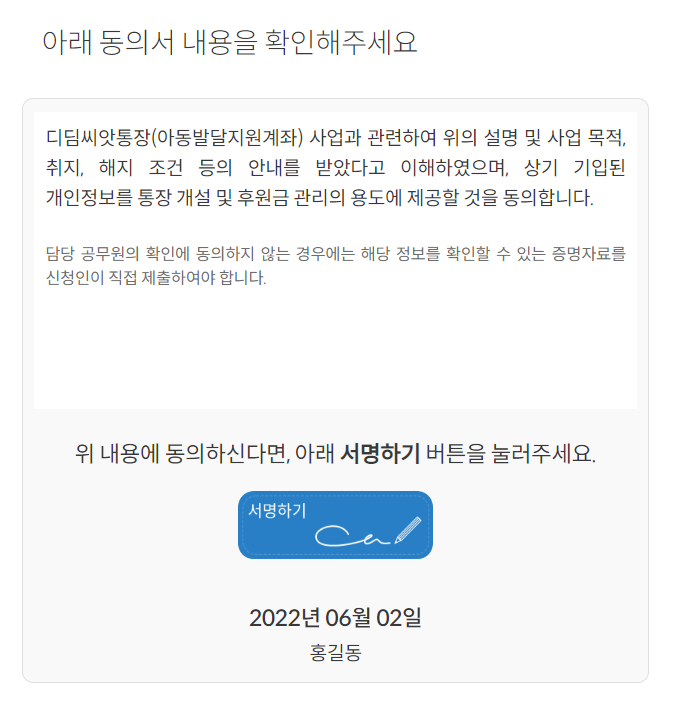 아래 동의서 내용을 확인해주세요
디딤씨앗통장(아동발달지원계좌) 사업과 관련하여 위의 설명 및 사업 목적,
취지, 해지 조건 등의 안내를 받았다고 이해하였으며, 상기 기입된
개인정보를 통장 개설 및 후원금 관리의 용도에 제공할 것을 동의합니다.
담당 공무원의 확인에 동의하지 않는 경우에는 해당 정보를 확인할 수 있는 증명자료를
신청인이 직접 제출하여야 합니다.
위 내용에 동의하신다면, 아래 서명하기 버튼을 눌러주세요.
서명하기
2022년 06월 02일
홍길동